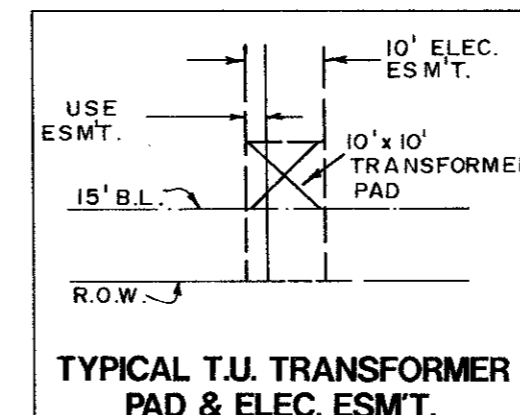 10' ELEC.
ESM'T.
USE
ESM'T.
10' x 10'
TRANSFORMER
PAD
15' B.L.
R.O.W.
TYPICAL T.U. TRANSFORMER
PAD & ELEC. ESM'T.